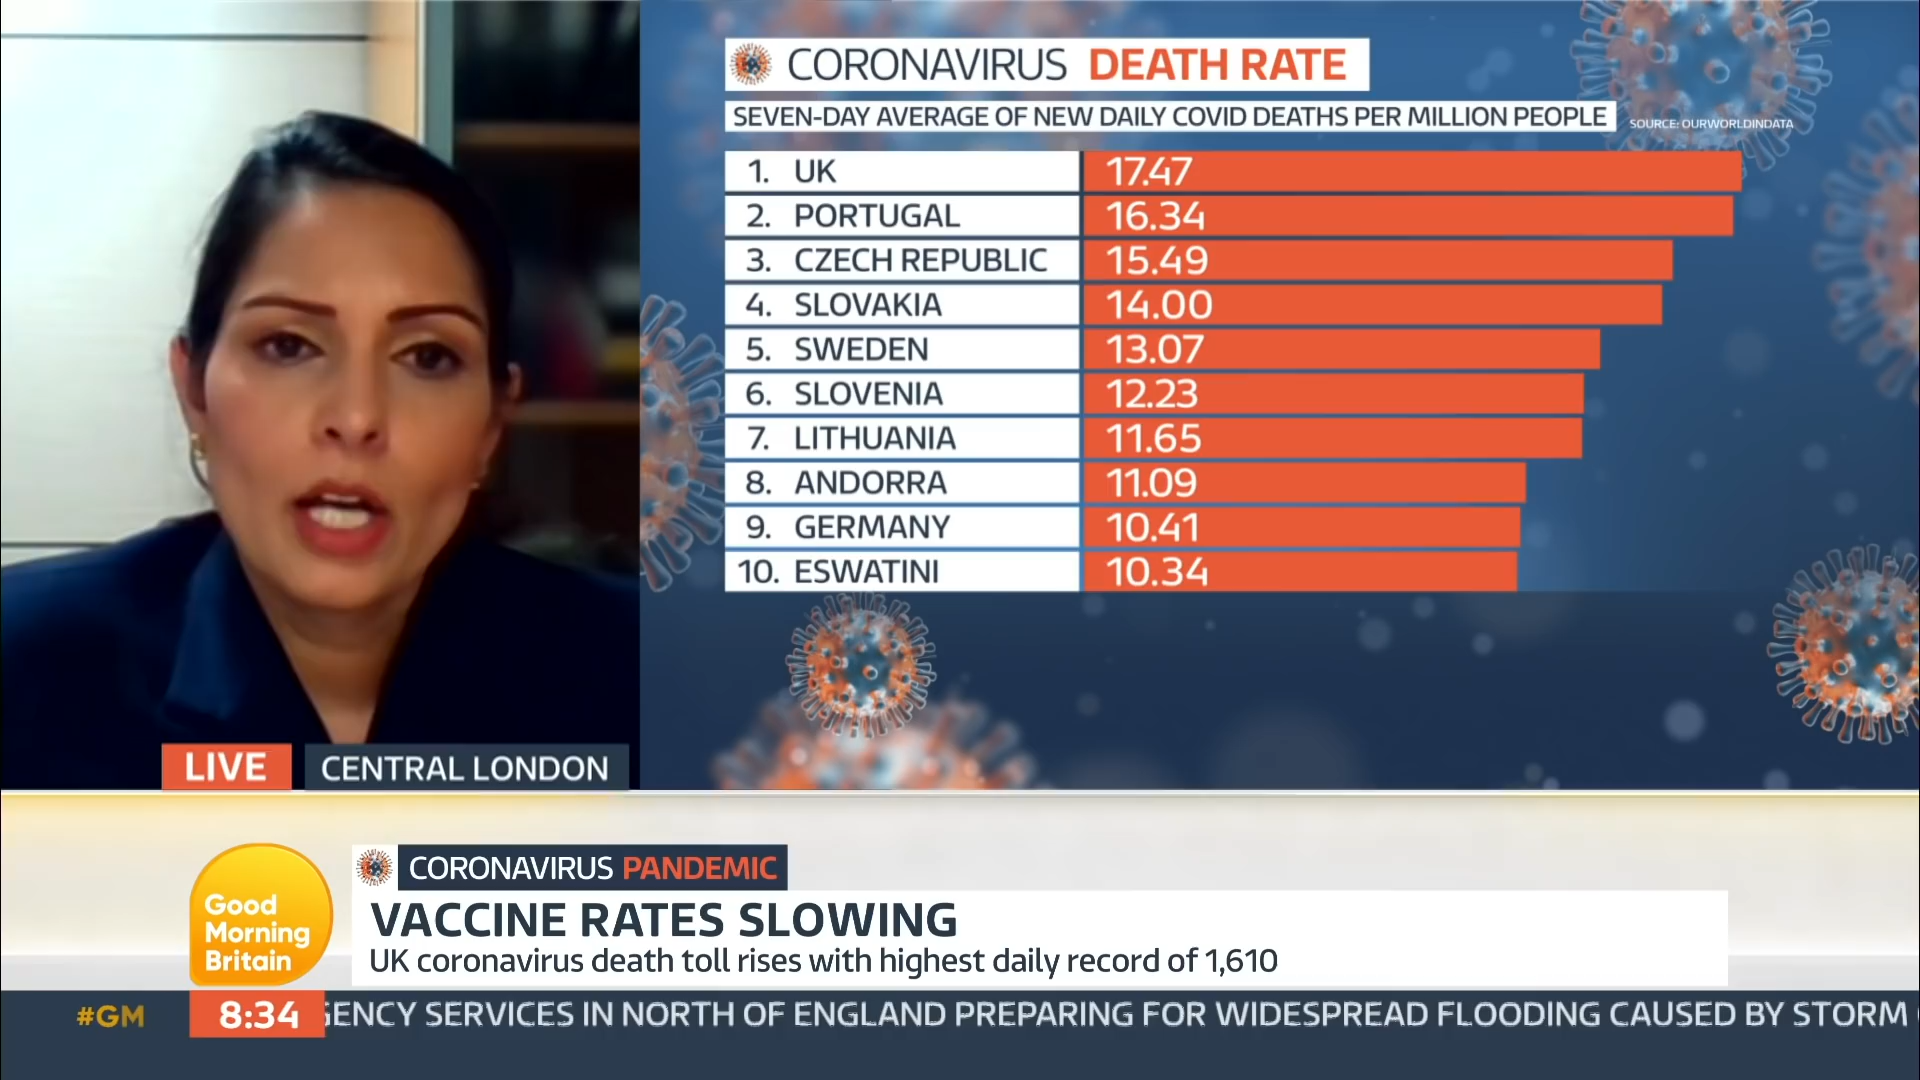 CORONAVIRUS DEATH RATE
SEVEN-DAY AVERAGE OF NEW DAILY COVID DEATHS PER MILLION PEOPLE
SOURCE: OURWORLDINDATA
1. UK 17.47
2. PORTUGAL 16.34
3. CZECH REPUBLIC 15.49
4. SLOVAKIA 14.00
5. SWEDEN 13.07
6. SLOVENIA 12.23
7. LITHUANIA 11.65
8. ANDORRA 11.09
9. GERMANY 10.41
10. ESWATINI 10.34
LIVE CENTRAL LONDON
Good
Morning
Britain
CORONAVIRUS PANDEMIC
VACCINE RATES SLOWING
UK coronavirus death toll rises with highest daily record of 1,610
#GM 8:34 GENCY SERVICES IN NORTH OF ENGLAND PREPARING FOR WIDESPREAD FLOODING CAUSED BY STORM